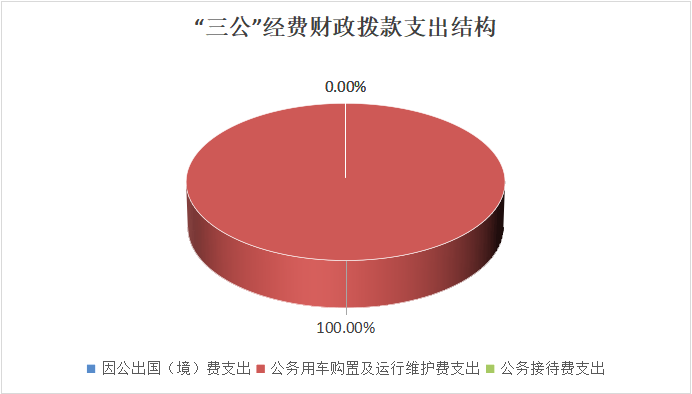 “三公”经费财政拨款支出结构
0.00%
100.00%
因公出国（境）费支出 公务用车购置及运行维护费支出 公务接待费支出